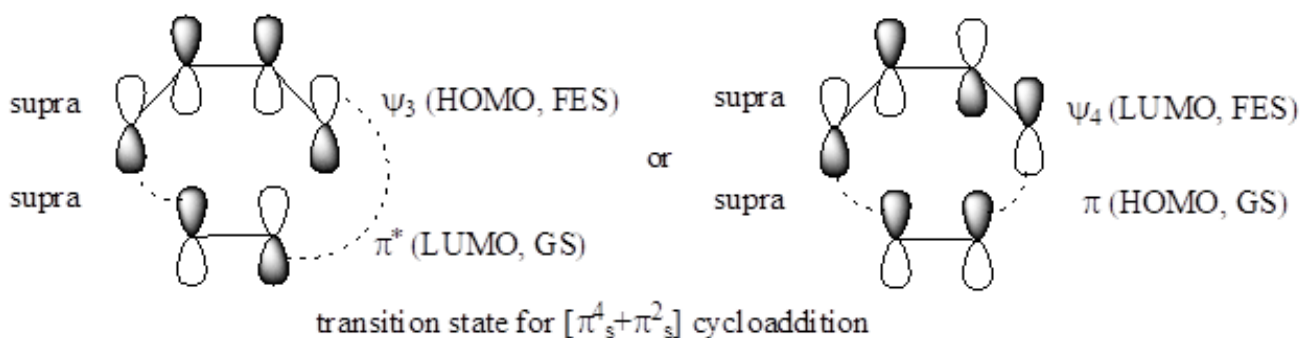 supra
ψ3 (HOMO, FES)
supra
π* (LUMO, GS)
or
supra
ψ4 (LUMO, FES)
supra
π (HOMO, GS)
transition state for [π4s+π2s] cycloaddition